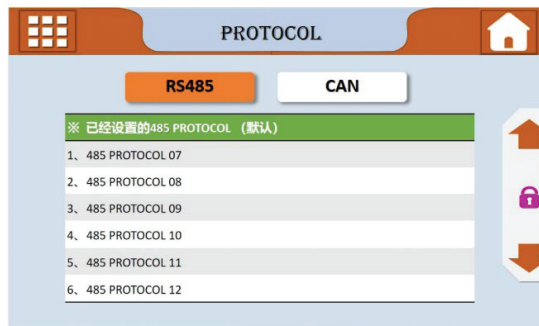 PROTOCOL
RS485 CAN
※ 已经设置的485 PROTOCOL （默认）
1、485 PROTOCOL 07
2、485 PROTOCOL 08
3、485 PROTOCOL 09
4、485 PROTOCOL 10
5、485 PROTOCOL 11
6、485 PROTOCOL 12